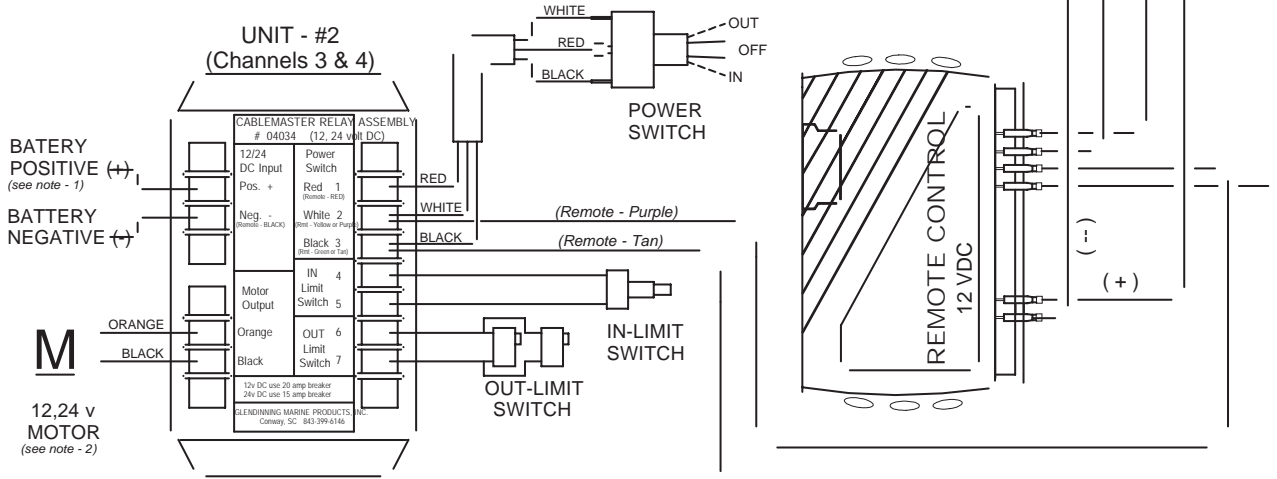 UNIT - #2
(Channels 3 & 4)
WHITE
RED
BLACK
OUT
OFF
IN
POWER
SWITCH
BATERY
POSITIVE (+)
(see note - 1)
BATTERY
NEGATIVE (-)
CABLEMASTER RELAY ASSEMBLY
# 04034 (12, 24 volt DC)
12/24
DC Input
Pos. +
Neg. -
(Remote - BLACK)
Power
Switch
Red 1
(Remote - RED)
White 2
(Rmt - Yellow or Purple)
Black 3
(Rmt - Green or Tan)
IN 4
Limit
Switch 5
Motor
Output
Orange
Black
OUT 6
Limit
Switch 7
12v DC use 20 amp breaker
24v DC use 15 amp breaker
GLENDINNING MARINE PRODUCTS, INC.
Conway, SC 843-399-6146
RED
WHITE
BLACK
(Remote - Purple)
(Remote - Tan)
IN-LIMIT
SWITCH
OUT-LIMIT
SWITCH
ORANGE
BLACK
M
12,24 v
MOTOR
(see note - 2)
REMOTE CONTROL
12 VDC
(--)
(+)